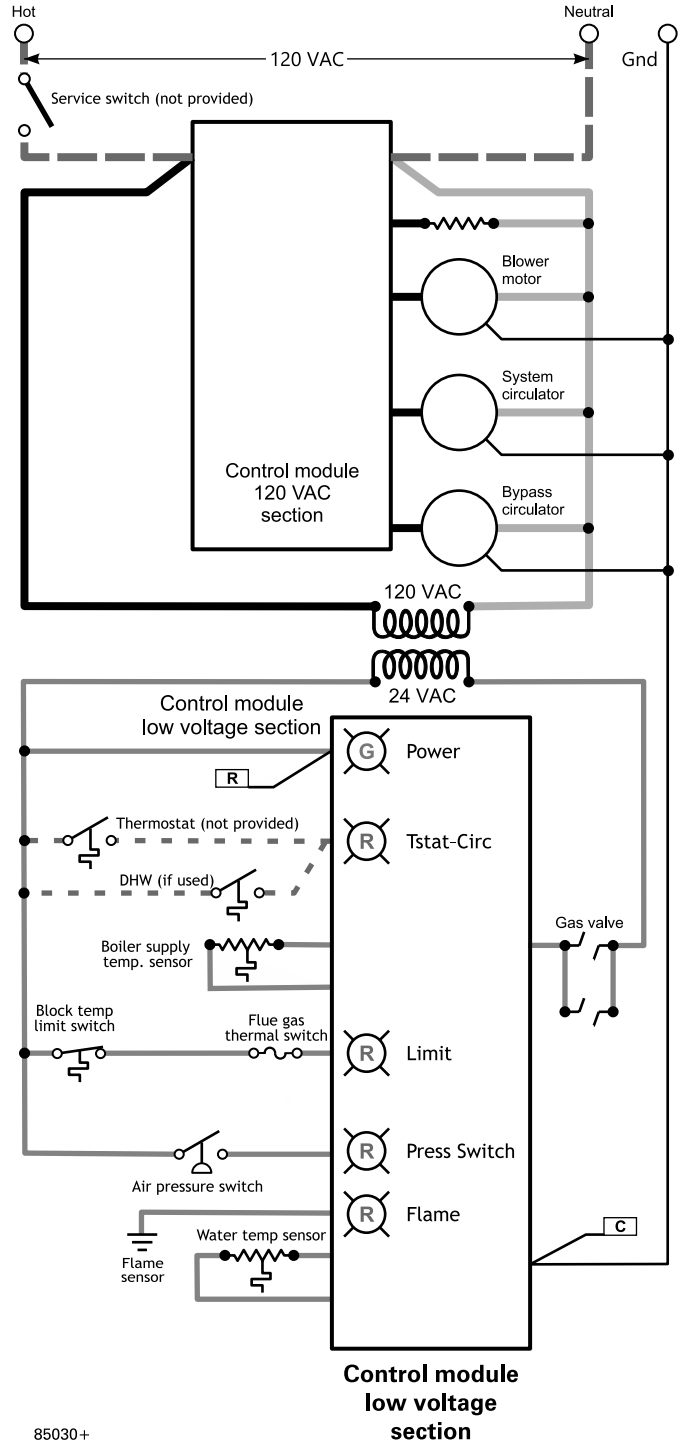 Hot
Neutral
120 VAC
Gnd
Service switch (not provided)
Blower
motor
System
circulator
Control module
120 VAC
section
Bypass
circulator
120 VAC
24 VAC
Control module
low voltage section
G
Power
R
Thermostat (not provided)
R
Tstat-Circ
DHW (if used)
Gas valve
Boiler supply
temp. sensor
Block temp
limit switch
Flue gas
thermal switch
R
Limit
R
Press Switch
Air pressure switch
R
Flame
Water temp sensor
C
Flame
sensor
Control module
low voltage
section
85030+